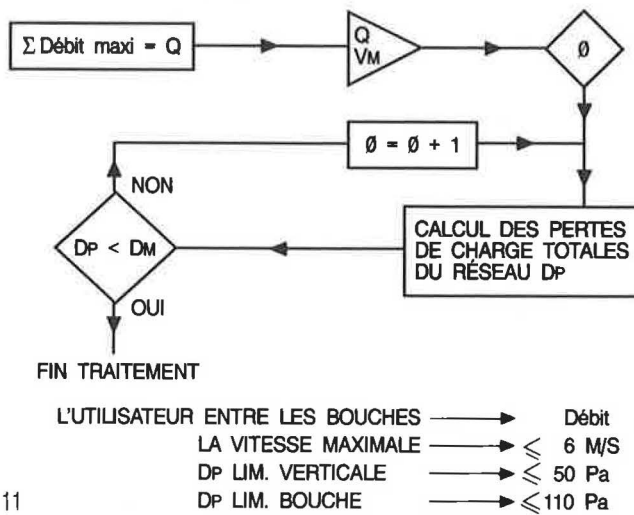 Σ Débit maxi = Q
Q
VM
Ø
Ø = Ø + 1
NON
CALCUL DES PERTES
DE CHARGE TOTALES
DU RÉSEAU DP
DP < DM
OUI
FIN TRAITEMENT
L'UTILISATEUR ENTRE LES BOUCHES → Débit
LA VITESSE MAXIMALE → ⩽ 6 M/S
DP LIM. VERTICALE → ⩽ 50 Pa
11 DP LIM. BOUCHE → ⩽ 110 Pa